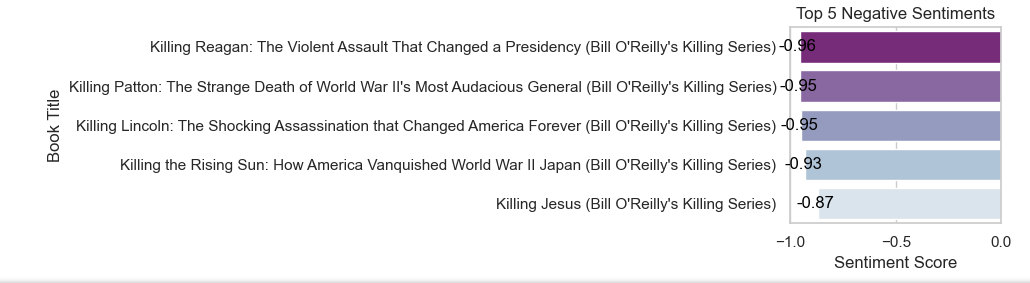 Top 5 Negative Sentiments
Killing Reagan: The Violent Assault That Changed a Presidency (Bill O'Reilly's Killing Series) -0.96
Killing Patton: The Strange Death of World War II's Most Audacious General (Bill O'Reilly's Killing Series) -0.95
Killing Lincoln: The Shocking Assassination that Changed America Forever (Bill O'Reilly's Killing Series) -0.95
Killing the Rising Sun: How America Vanquished World War II Japan (Bill O'Reilly's Killing Series) -0.93
Killing Jesus (Bill O'Reilly's Killing Series) -0.87
Book Title
−1.0 −0.5 0.0
Sentiment Score